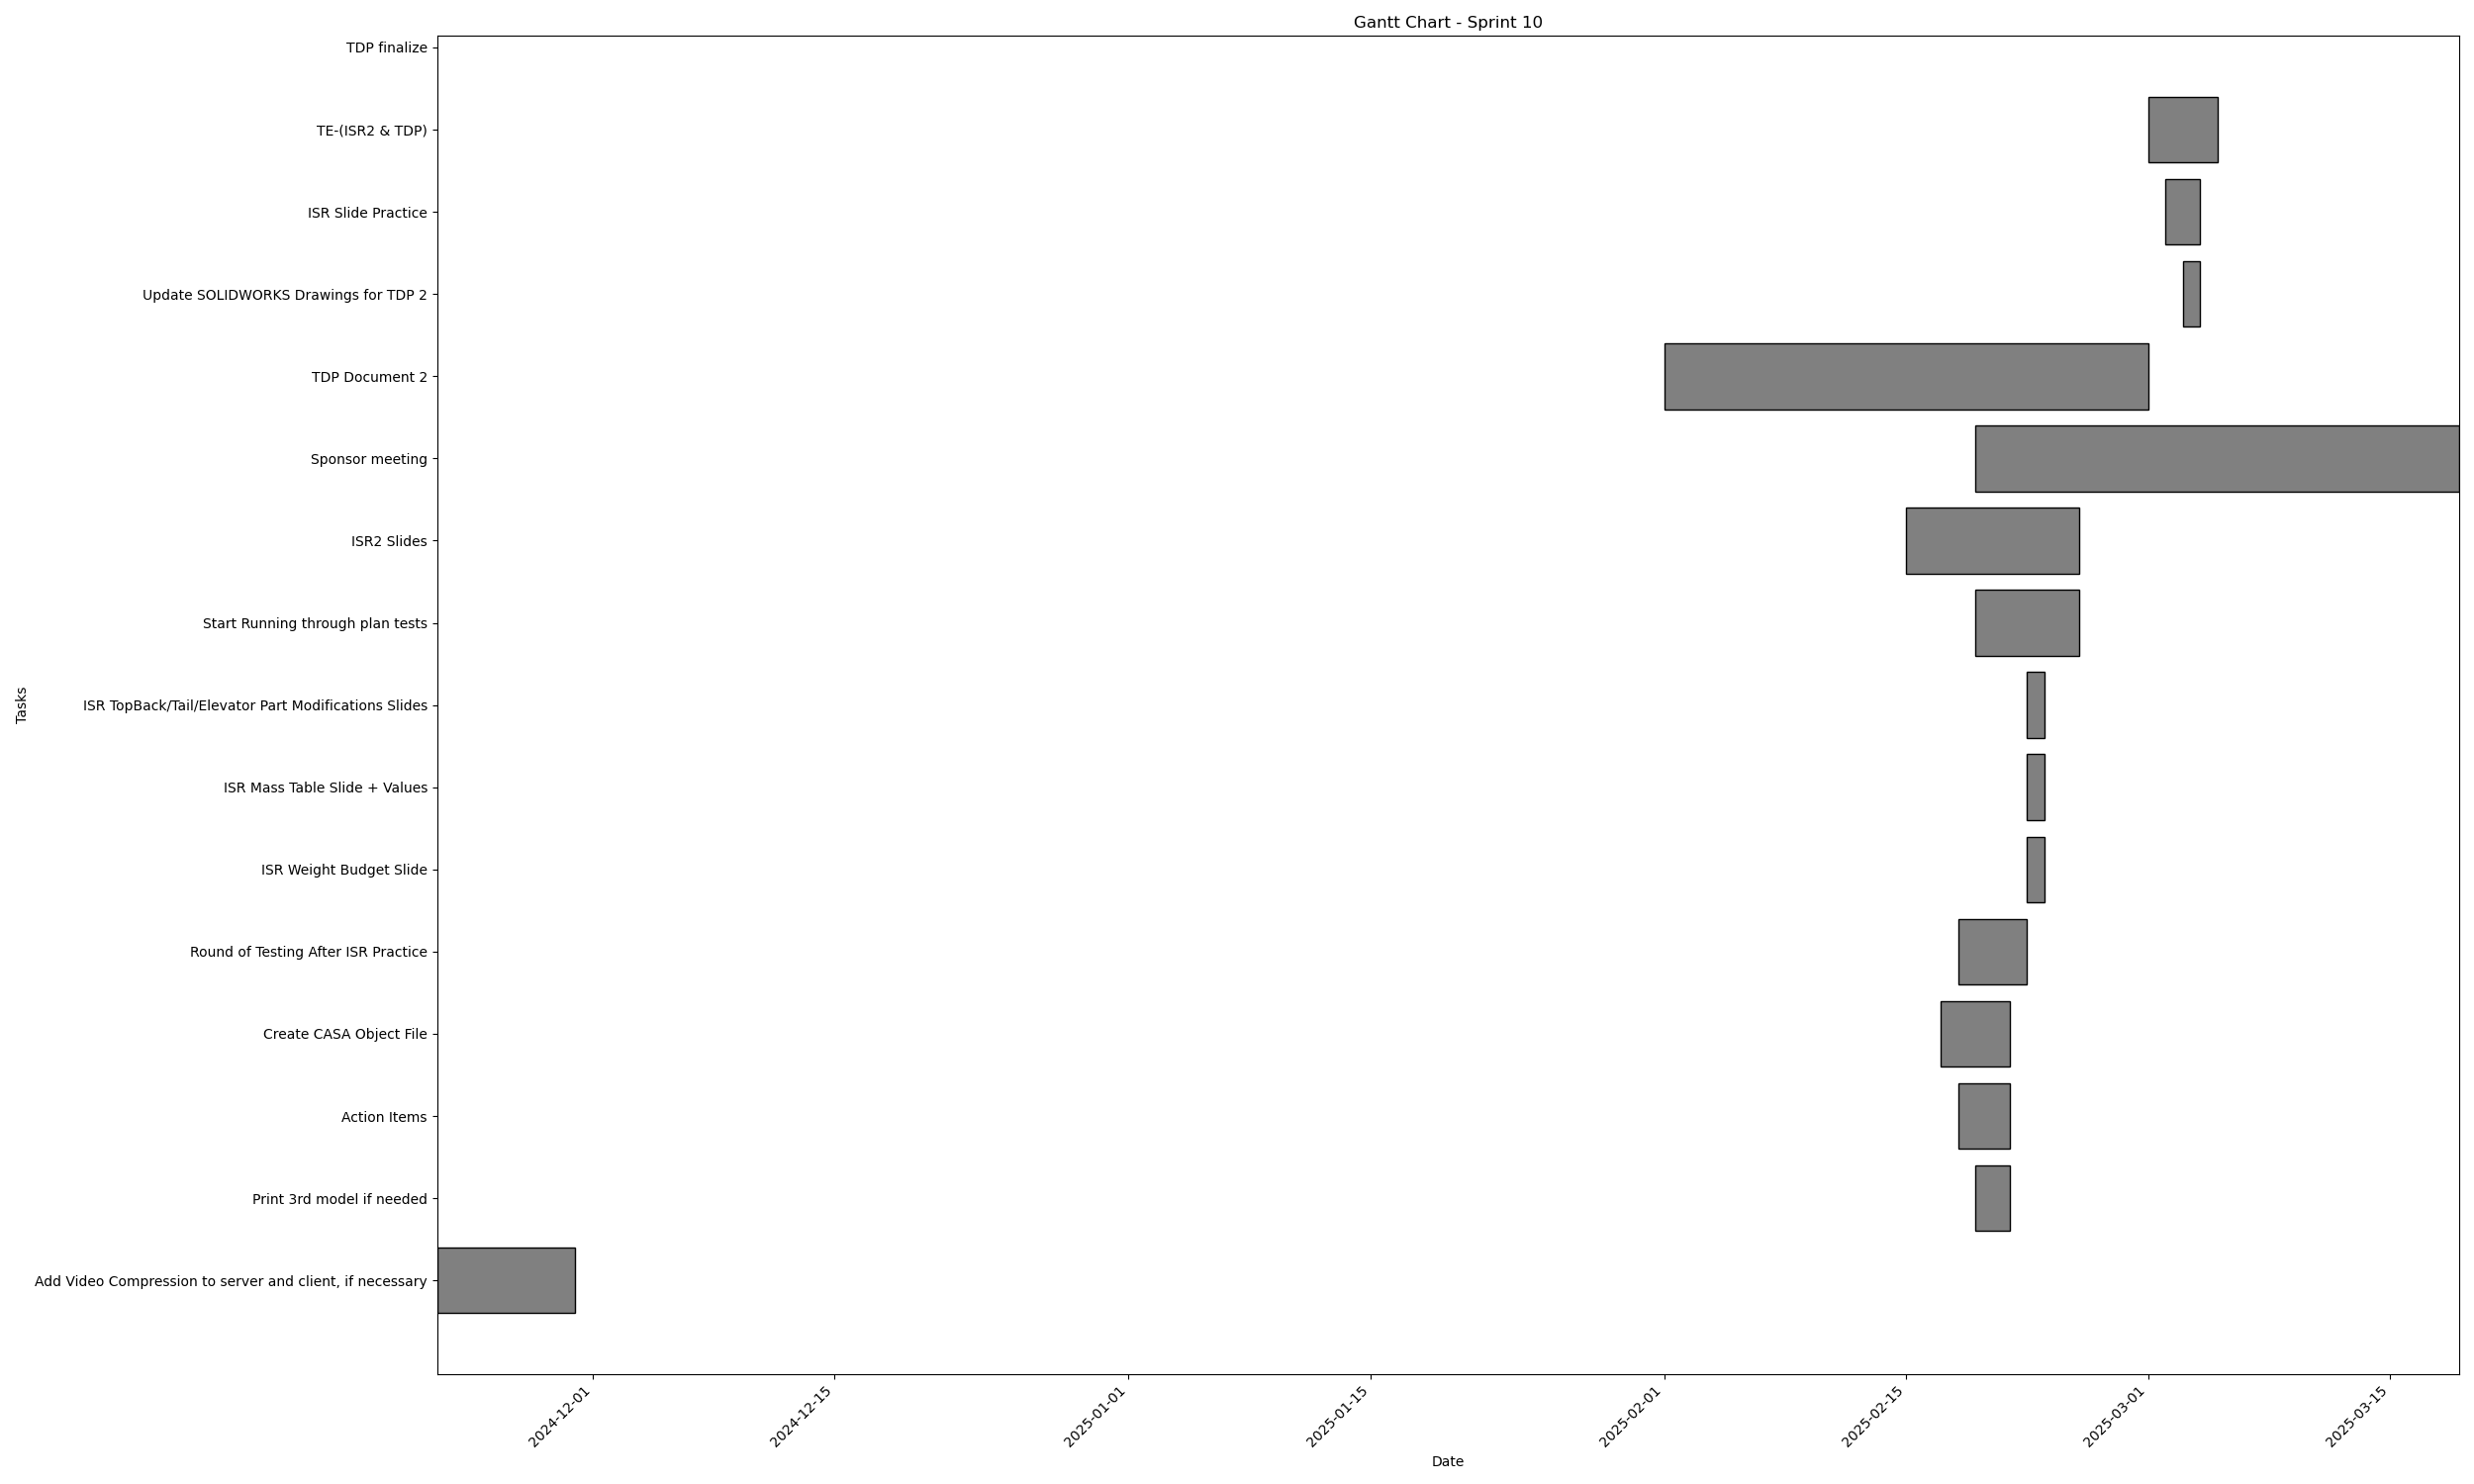 Gantt Chart - Sprint 10
TDP finalize
TE-(ISR2 & TDP)
ISR Slide Practice
Update SOLIDWORKS Drawings for TDP 2
TDP Document 2
Sponsor meeting
ISR2 Slides
Start Running through plan tests
ISR TopBack/Tail/Elevator Part Modifications Slides
ISR Mass Table Slide + Values
ISR Weight Budget Slide
Round of Testing After ISR Practice
Create CASA Object File
Action Items
Print 3rd model if needed
Add Video Compression to server and client, if necessary
Tasks
2024-12-01
2024-12-15
2025-01-01
2025-01-15
2025-02-01
2025-02-15
2025-03-01
2025-03-15
Date